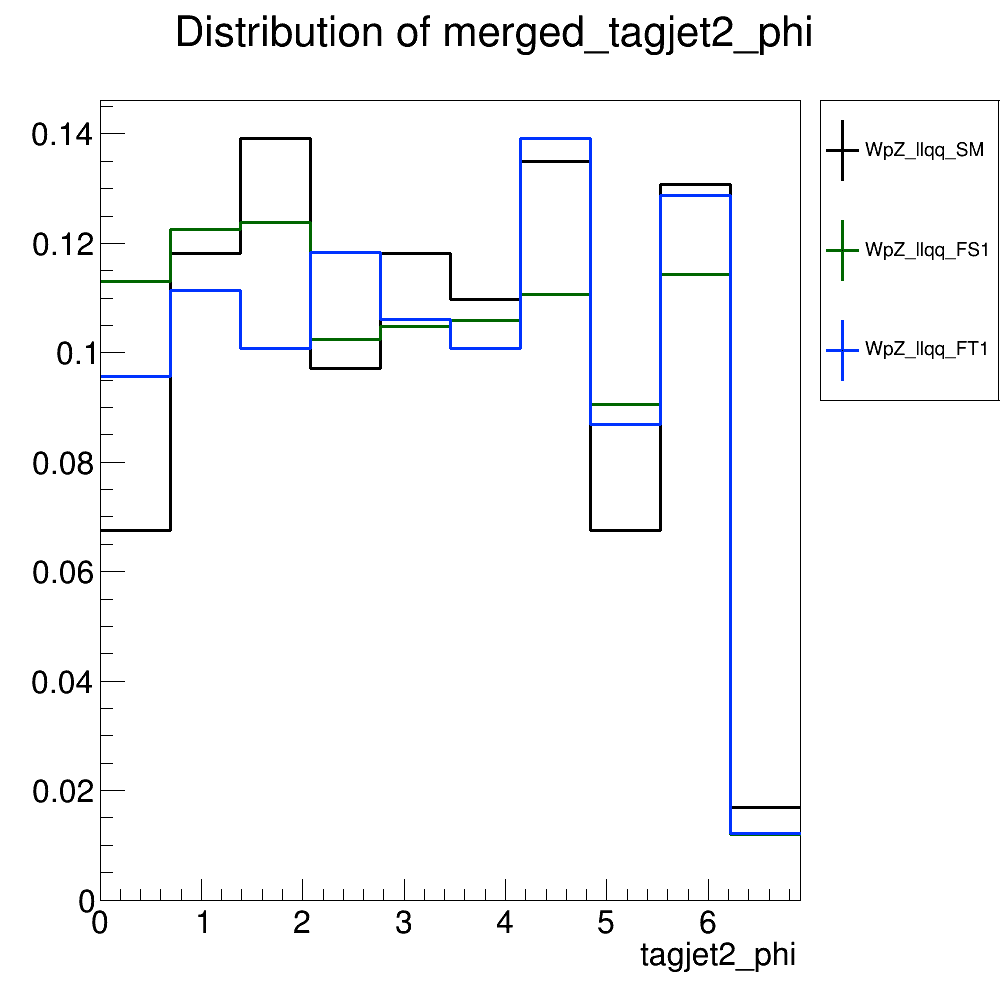 Distribution of merged_tagjet2_phi
0.14
0.12
0.1
0.08
0.06
0.04
0.02
0
0 1 2 3 4 5 6
tagjet2_phi
WpZ_llqq_SM
WpZ_llqq_FS1
WpZ_llqq_FT1